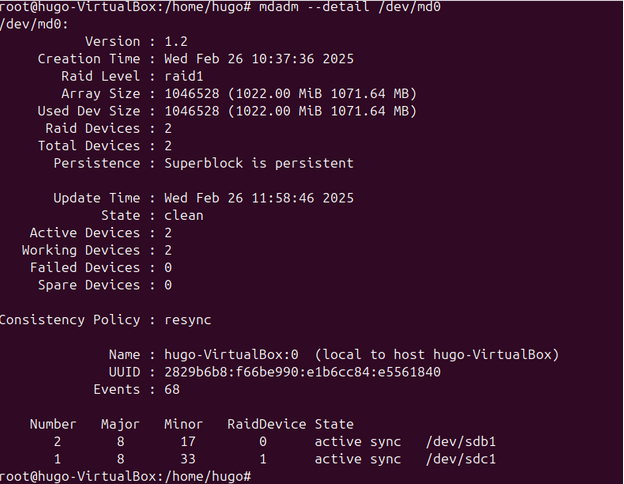 root@hugo-VirtualBox:/home/hugo# mdadm --detail /dev/md0
/dev/md0:
Version : 1.2
Creation Time : Wed Feb 26 10:37:36 2025
Raid Level : raid1
Array Size : 1046528 (1022.00 MiB 1071.64 MB)
Used Dev Size : 1046528 (1022.00 MiB 1071.64 MB)
Raid Devices : 2
Total Devices : 2
Persistence : Superblock is persistent
Update Time : Wed Feb 26 11:58:46 2025
State : clean
Active Devices : 2
Working Devices : 2
Failed Devices : 0
Spare Devices : 0
Consistency Policy : resync
Name : hugo-VirtualBox:0  (local to host hugo-VirtualBox)
UUID : 2829b6b8:f66be990:e1b6cc84:e5561840
Events : 68
Number   Major   Minor   RaidDevice State
2       8       17        0      active sync   /dev/sdb1
1       8       33        1      active sync   /dev/sdc1
root@hugo-VirtualBox:/home/hugo#